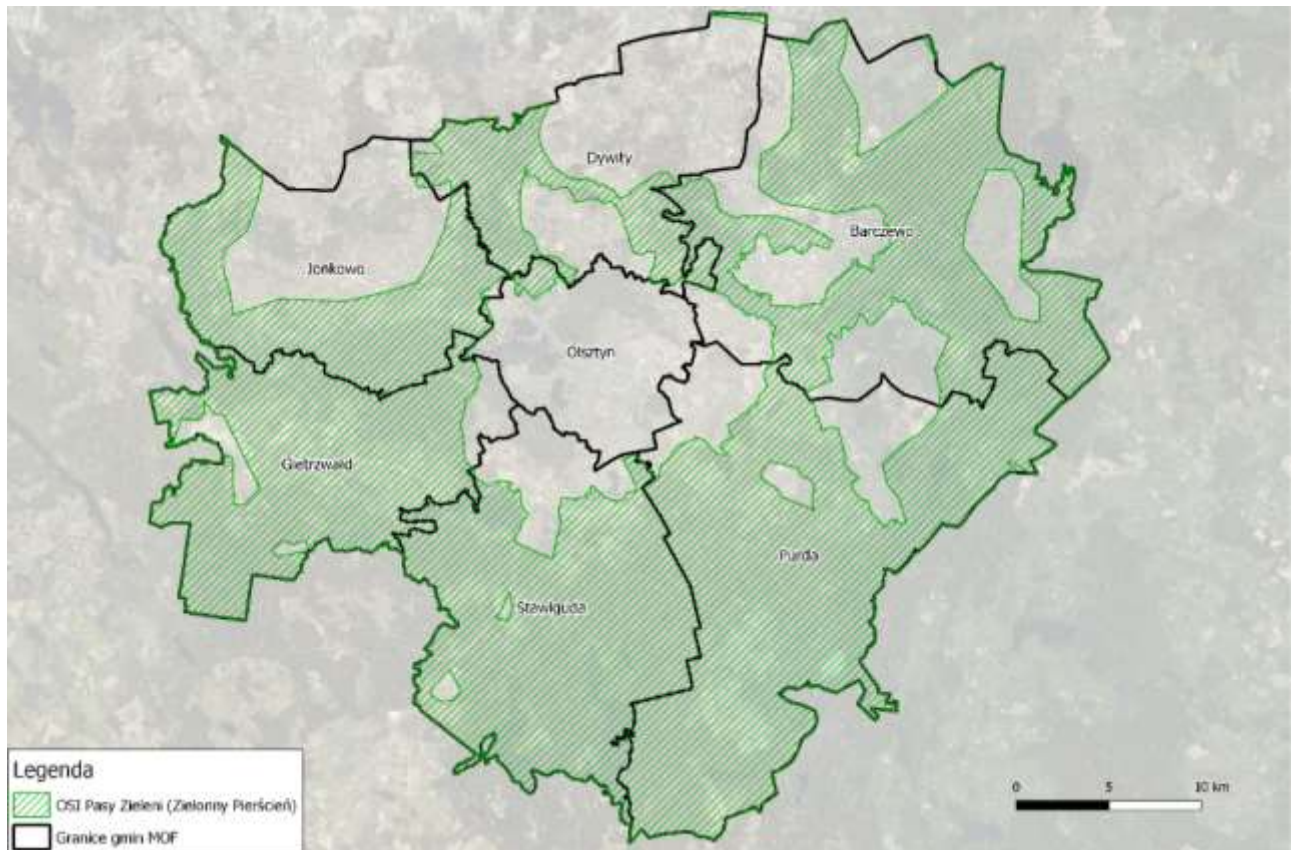 Dywity
Barczewo
Jonkowo
Olsztyn
Gietrzwałd
Purda
Stawiguda
Legenda
OSI Pasy Zieleni (Zielonny Pierścień)
Granice gmin MOF
0 5 10 km